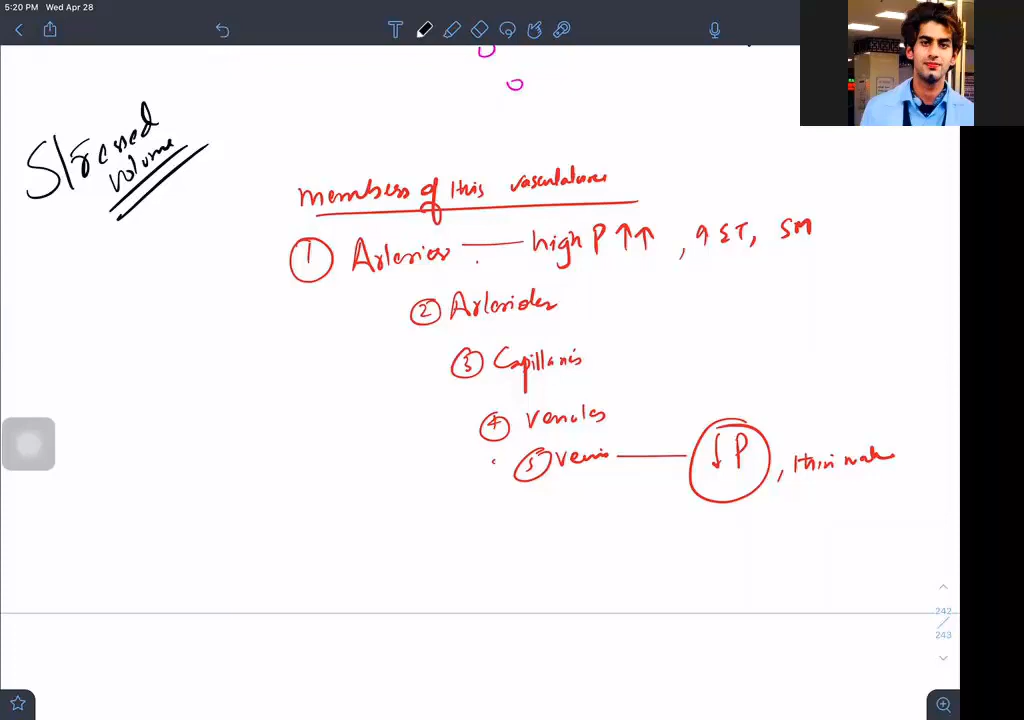 5:20 PM Wed Apr 28
T
Stressed
volume
members of this vasculature
① Arteries — high P ↑↑, ↑ E T, SM
② Arterioles
③ Capillaries
④ Venules
⑤ Veins — ↓ P, thin walls
242
243